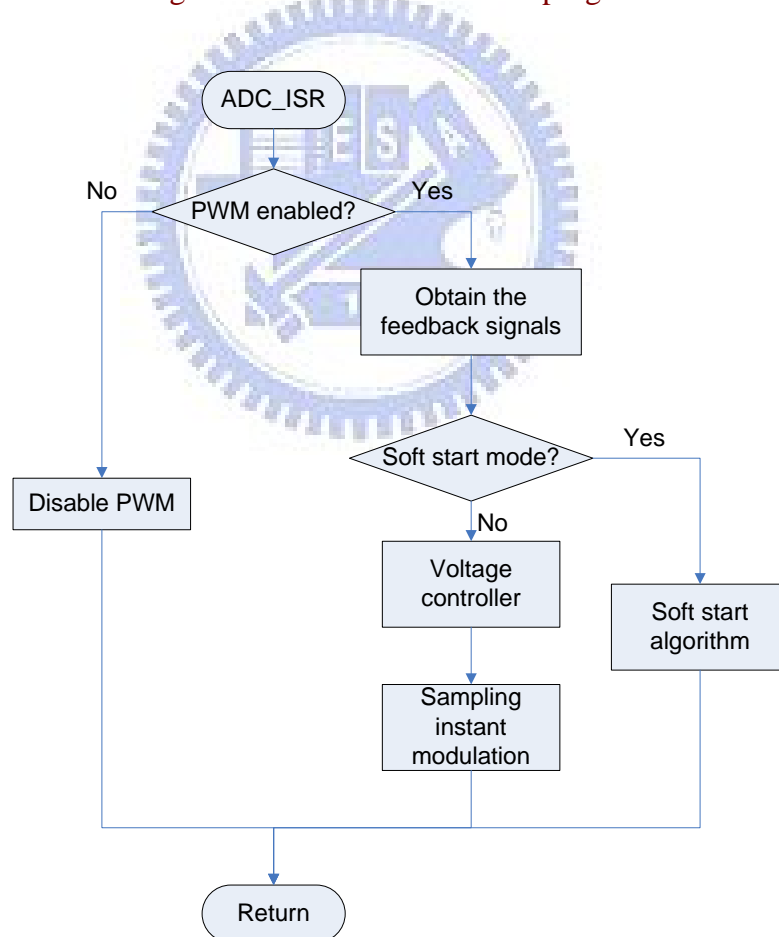 ADC_ISR
No
Yes
PWM enabled?
Obtain the
feedback signals
Soft start mode?
Yes
Disable PWM
No
Voltage
controller
Soft start
algorithm
Sampling
instant
modulation
Return